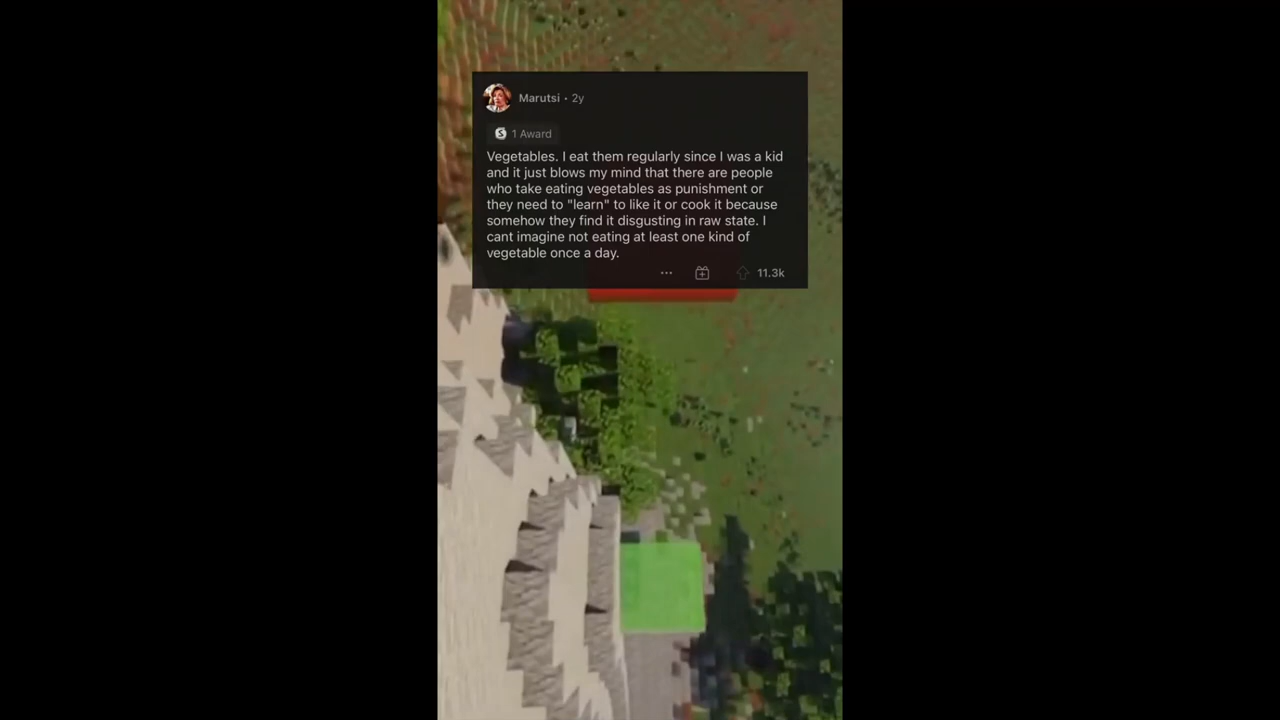 Marutsi • 2y
1 Award
Vegetables. I eat them regularly since I was a kid
and it just blows my mind that there are people
who take eating vegetables as punishment or
they need to "learn" to like it or cook it because
somehow they find it disgusting in raw state. I
cant imagine not eating at least one kind of
vegetable once a day.
11.3k